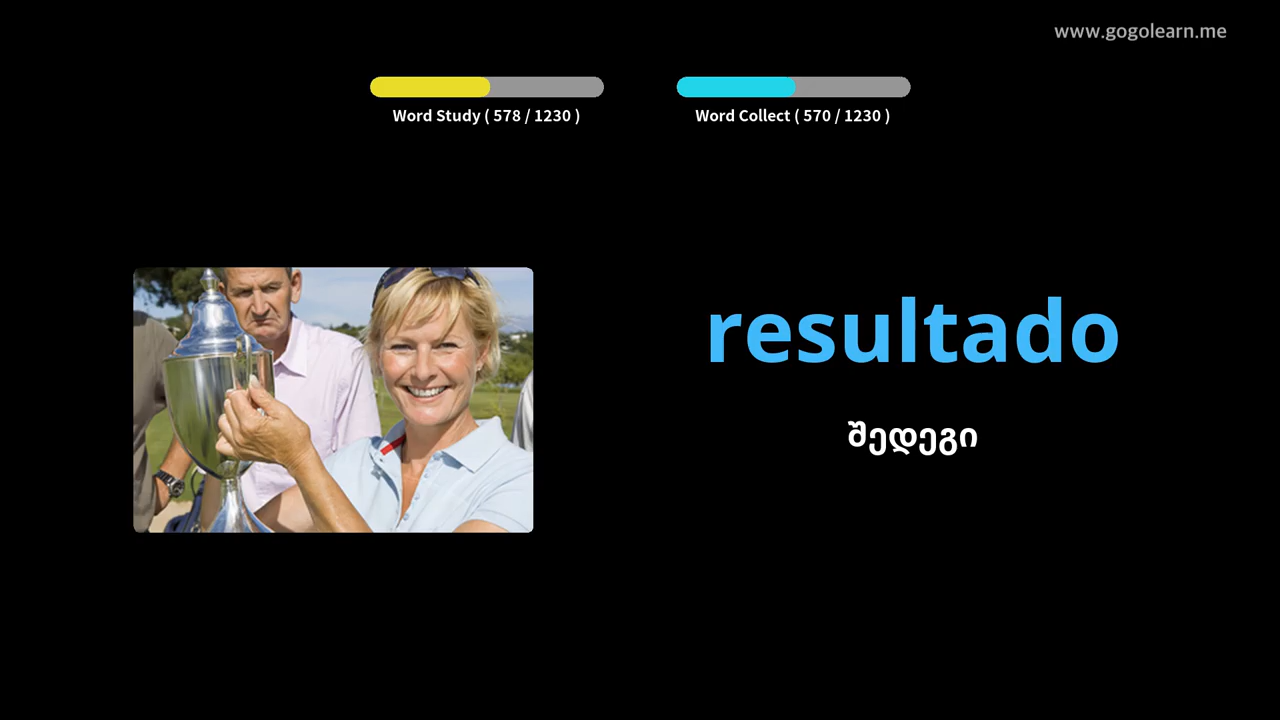 www.gogolearn.me
Word Study ( 578 / 1230 )
Word Collect ( 570 / 1230 )
resultado
შედეგი